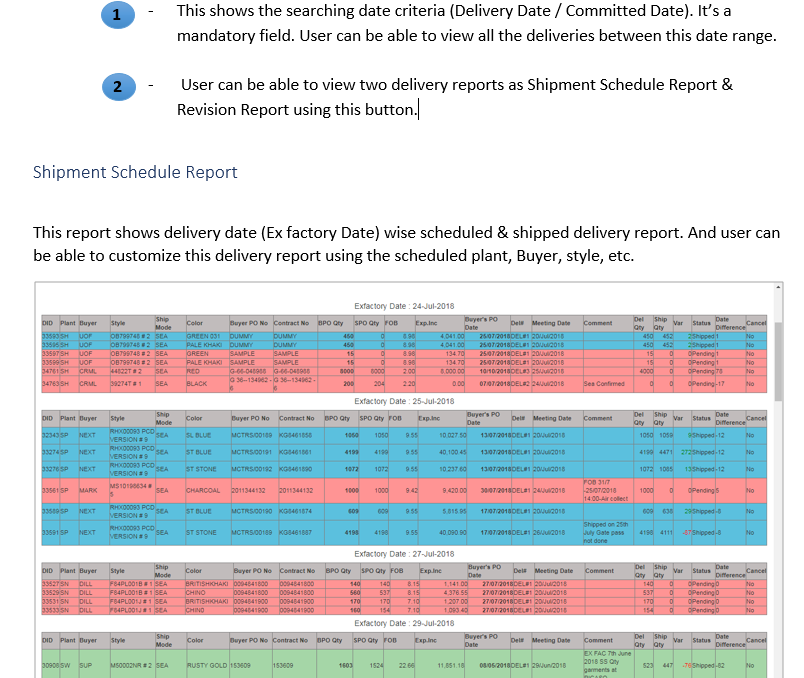 1 - This shows the searching date criteria (Delivery Date / Committed Date). It's a
mandatory field. User can be able to view all the deliveries between this date range.
2 - User can be able to view two delivery reports as Shipment Schedule Report &
Revision Report using this button.
Shipment Schedule Report
This report shows delivery date (Ex factory Date) wise scheduled & shipped delivery report. And user can
be able to customize this delivery report using the scheduled plant, Buyer, style, etc.
Exfactory Date : 24-Jul-2018
DID Plant Buyer Style Ship Mode Color Buyer PO No Contract No BPO Qty SPO Qty FOB Exp.Inc Buyer's PO Date Del# Meeting Date Comment Del Qty Ship Qty Var Status Date Difference Cancel
33593 SH UOF OB799746 # 2 SEA GREEN 031 DUMMY DUMMY 450 0 8.98 4,041.00 25/07/2018 DEL#1 20/Jul/2018 450 452 2 Shipped 1 No
33595 SH UOF OB799746 # 2 SEA PALE KHAKI DUMMY DUMMY 450 0 8.98 4,041.00 25/07/2018 DEL#1 20/Jul/2018 450 452 2 Shipped 1 No
33597 SH UOF OB799746 # 2 SEA GREEN SAMPLE SAMPLE 15 0 8.98 134.70 25/07/2018 DEL#1 20/Jul/2018 15 0 0 Pending 1 No
33599 SH UOF OB799746 # 2 SEA PALE KHAKI SAMPLE SAMPLE 15 0 8.98 134.70 25/07/2018 DEL#1 20/Jul/2018 15 0 0 Pending 1 No
34761 SH CRML 448227 # 2 SEA RED G-66-046988 G-66-046988 8000 8000 2.00 8,000.00 10/10/2018 DEL#3 25/Jul/2018 4000 0 0 Pending 78 No
34763 SH CRML 39274T # 1 SEA BLACK G 36--134962 - 6 G 36--134962 - 6 200 204 2.20 0.00 07/07/2018 DEL#2 24/Jul/2018 Sea Confirmed 0 0 0 Pending -17 No
Exfactory Date : 25-Jul-2018
DID Plant Buyer Style Ship Mode Color Buyer PO No Contract No BPO Qty SPO Qty FOB Exp.Inc Buyer's PO Date Del# Meeting Date Comment Del Qty Ship Qty Var Status Date Difference Cancel
32343 SP NEXT RHX00093 PCD VERSION # 9 SEA SL BLUE MCTRS/00189 KG8461858 1050 1050 9.55 10,027.50 13/07/2018 DEL#1 20/Jul/2018 1050 1059 9 Shipped -12 No
33274 SP NEXT RHX00093 PCD VERSION # 9 SEA ST BLUE MCTRS/00191 KG8461861 4199 4199 9.55 40,100.45 13/07/2018 DEL#1 20/Jul/2018 4199 4471 272 Shipped -12 No
33276 SP NEXT RHX00093 PCD VERSION # 9 SEA ST STONE MCTRS/00192 KG8461890 1072 1072 9.55 10,237.60 13/07/2018 DEL#1 20/Jul/2018 1072 1085 13 Shipped -12 No
33561 SP MARK MS10196634 # 5 SEA CHARCOAL 2011344132 2011344132 1000 1000 9.42 9,420.00 30/07/2018 DEL#1 24/Jul/2018 FOB 31/7 -25/07/2018 14:00-Air collect 1000 0 0 Pending 5 No
33589 SP NEXT RHX00093 PCD VERSION # 9 SEA ST BLUE MCTRS/00190 KG8461874 609 609 9.55 5,815.95 17/07/2018 DEL#1 20/Jul/2018 609 638 29 Shipped -8 No
33591 SP NEXT RHX00093 PCD VERSION # 9 SEA ST STONE MCTRS/00189 KG8461887 4198 4198 9.55 40,090.90 17/07/2018 DEL#1 20/Jul/2018 Shipped on 25th July Gate pass not done 4198 4111 -87 Shipped -8 No
Exfactory Date : 27-Jul-2018
DID Plant Buyer Style Ship Mode Color Buyer PO No Contract No BPO Qty SPO Qty FOB Exp.Inc Buyer's PO Date Del# Meeting Date Comment Del Qty Ship Qty Var Status Date Difference Cancel
33527 SN DILL F84PL001B # 1 SEA BRITISHKHAKI 0094841800 0094841800 140 140 8.15 1,141.00 27/07/2018 DEL#1 20/Jul/2018 140 0 0 Pending 0 No
33529 SN DILL F84PL001B # 1 SEA CHINO 0094841800 0094841800 560 537 8.15 4,376.55 27/07/2018 DEL#1 20/Jul/2018 537 0 0 Pending 0 No
33531 SN DILL F84PL001J # 1 SEA BRITISHKHAKI 0094841900 0094841900 170 170 7.10 1,207.00 27/07/2018 DEL#1 20/Jul/2018 170 0 0 Pending 0 No
33533 SN DILL F84PL001J # 1 SEA CHINO 0094841900 0094841900 160 154 7.10 1,093.40 27/07/2018 DEL#1 20/Jul/2018 154 0 0 Pending 0 No
Exfactory Date : 29-Jul-2018
DID Plant Buyer Style Ship Mode Color Buyer PO No Contract No BPO Qty SPO Qty FOB Exp.Inc Buyer's PO Date Del# Meeting Date Comment Del Qty Ship Qty Var Status Date Difference Cancel
30908 SW SUP M50002NR # 2 SEA RUSTY GOLD 153609 153609 1603 1524 22.66 11,851.18 08/05/2018 DEL#1 29/Jun/2018 EX FAC 7th June 2018 SS Qty garments at 523 447 -76 Shipped -82 No